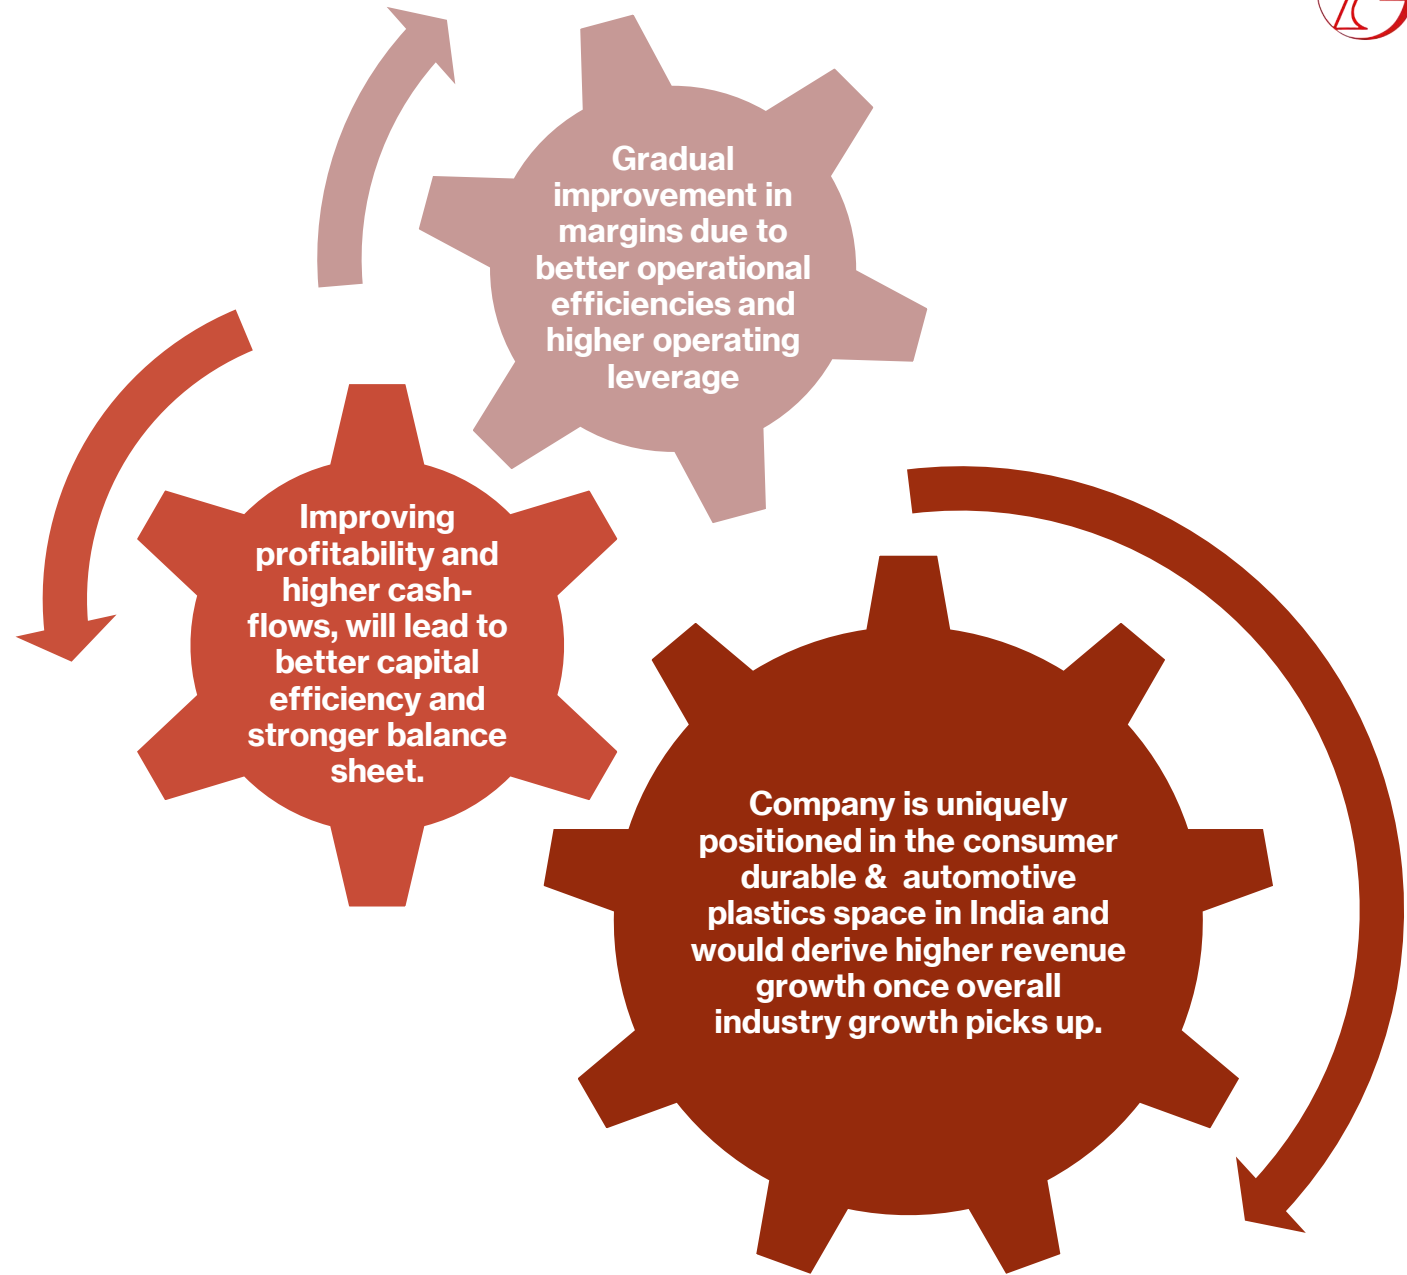 Gradual
improvement in
margins due to
better operational
efficiencies and
higher operating
leverage
Improving
profitability and
higher cash-
flows, will lead to
better capital
efficiency and
stronger balance
sheet.
Company is uniquely
positioned in the consumer
durable &  automotive
plastics space in India and
would derive higher revenue
growth once overall
industry growth picks up.